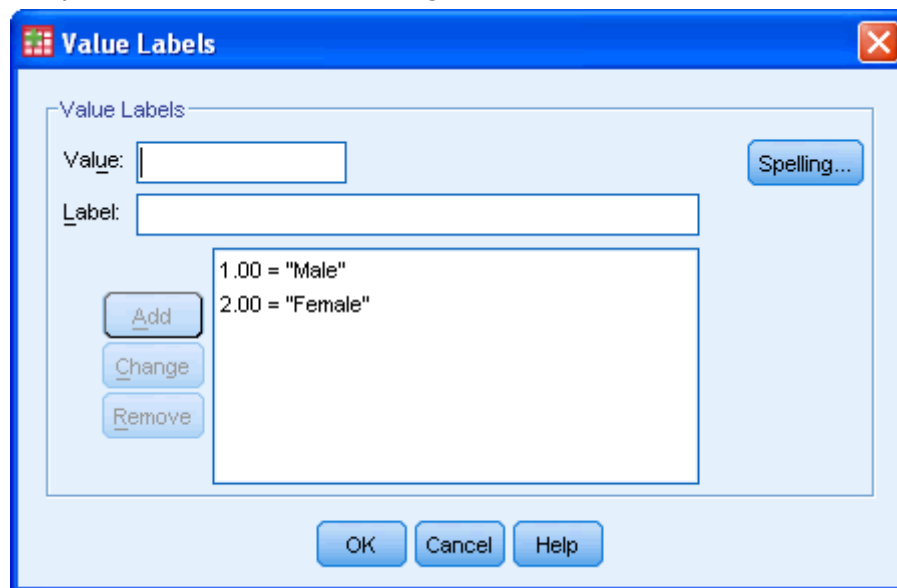 Value Labels
Value Labels
Value:
Spelling...
Label:
1.00 = "Male"
2.00 = "Female"
Add
Change
Remove
OK Cancel Help